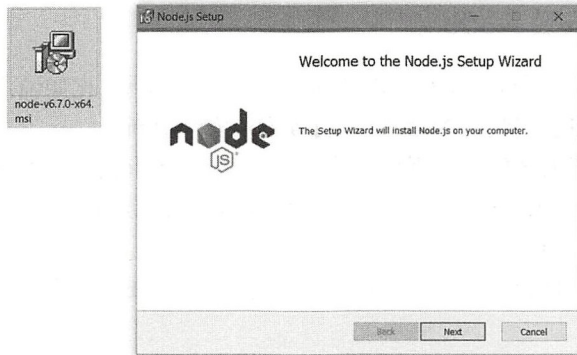 node-v6.7.0-x64.
msi
Node.js Setup
Welcome to the Node.js Setup Wizard
node
JS
The Setup Wizard will install Node.js on your computer.
Back
Next
Cancel